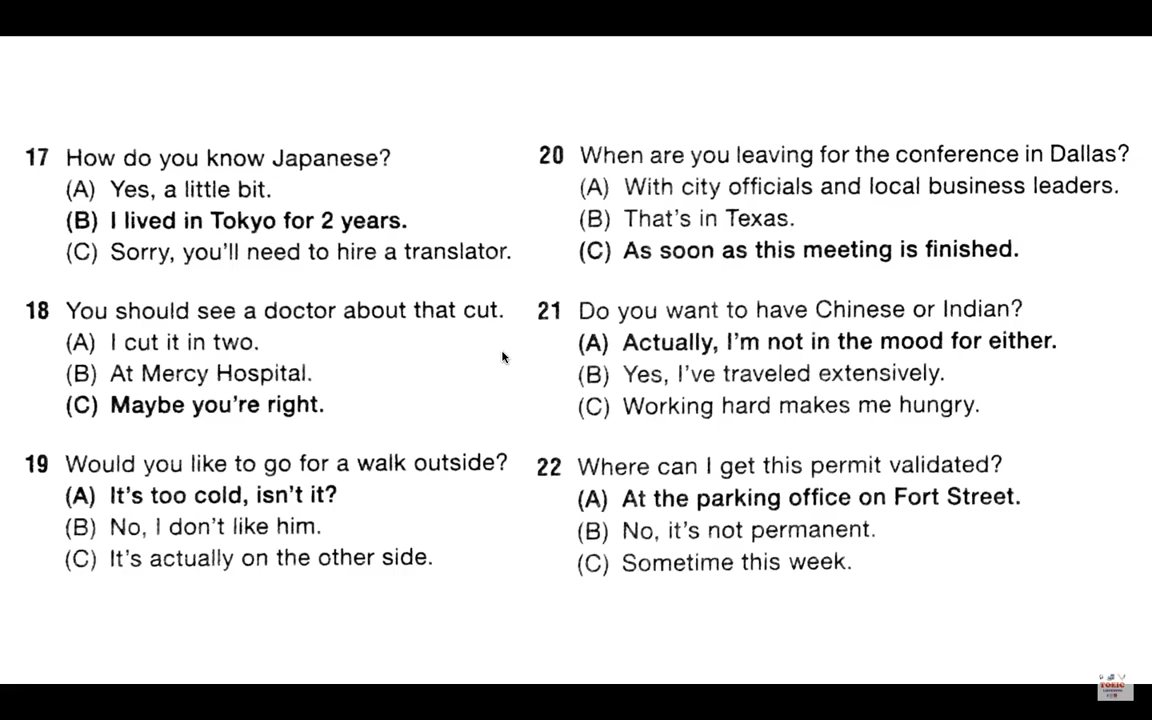 17 How do you know Japanese?
(A) Yes, a little bit.
(B) I lived in Tokyo for 2 years.
(C) Sorry, you'll need to hire a translator.
18 You should see a doctor about that cut.
(A) I cut it in two.
(B) At Mercy Hospital.
(C) Maybe you're right.
19 Would you like to go for a walk outside?
(A) It's too cold, isn't it?
(B) No, I don't like him.
(C) It's actually on the other side.
20 When are you leaving for the conference in Dallas?
(A) With city officials and local business leaders.
(B) That's in Texas.
(C) As soon as this meeting is finished.
21 Do you want to have Chinese or Indian?
(A) Actually, I'm not in the mood for either.
(B) Yes, I've traveled extensively.
(C) Working hard makes me hungry.
22 Where can I get this permit validated?
(A) At the parking office on Fort Street.
(B) No, it's not permanent.
(C) Sometime this week.
TOEIC